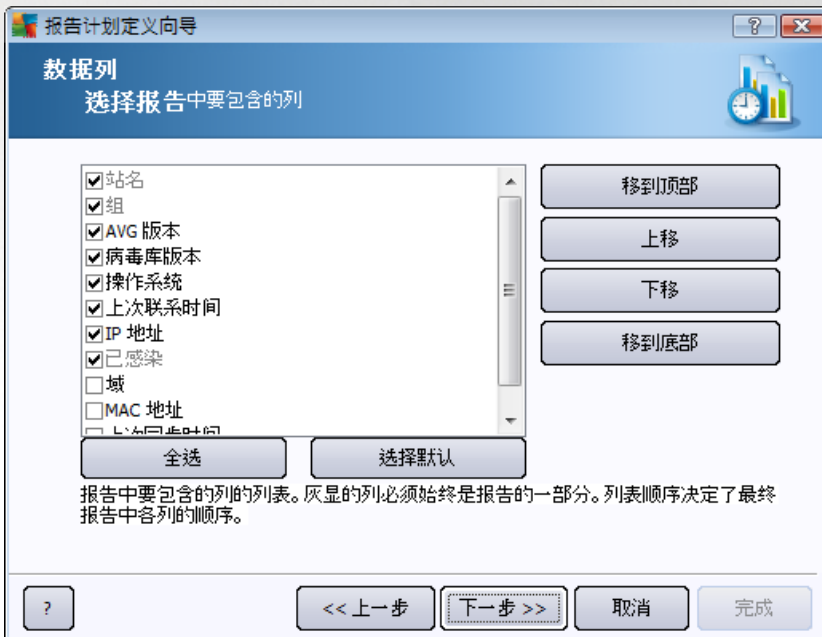 报告计划定义向导
数据列
选择报告中要包含的列
站名
组
AVG 版本
病毒库版本
操作系统
上次联系时间
IP 地址
已感染
域
MAC 地址
上次同步时间
移到顶部
上移
下移
移到底部
全选
选择默认
报告中要包含的列的列表。灰显的列必须始终是报告的一部分。列表顺序决定了最终
报告中各列的顺序。
?
<< 上一步
下一步 >>
取消
完成